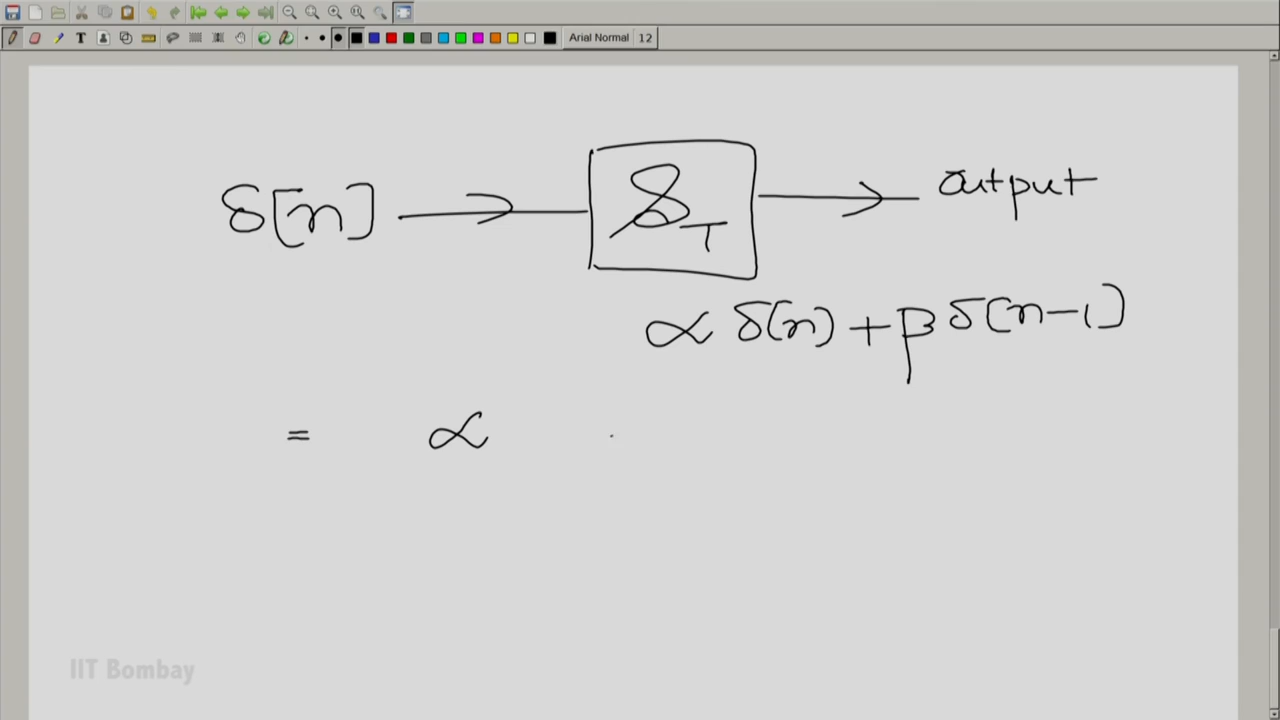 T Arial Normal 12
δ[n] → 𝒮_T → output
α δ[n] + β δ[n-1]
= α
IIT Bombay